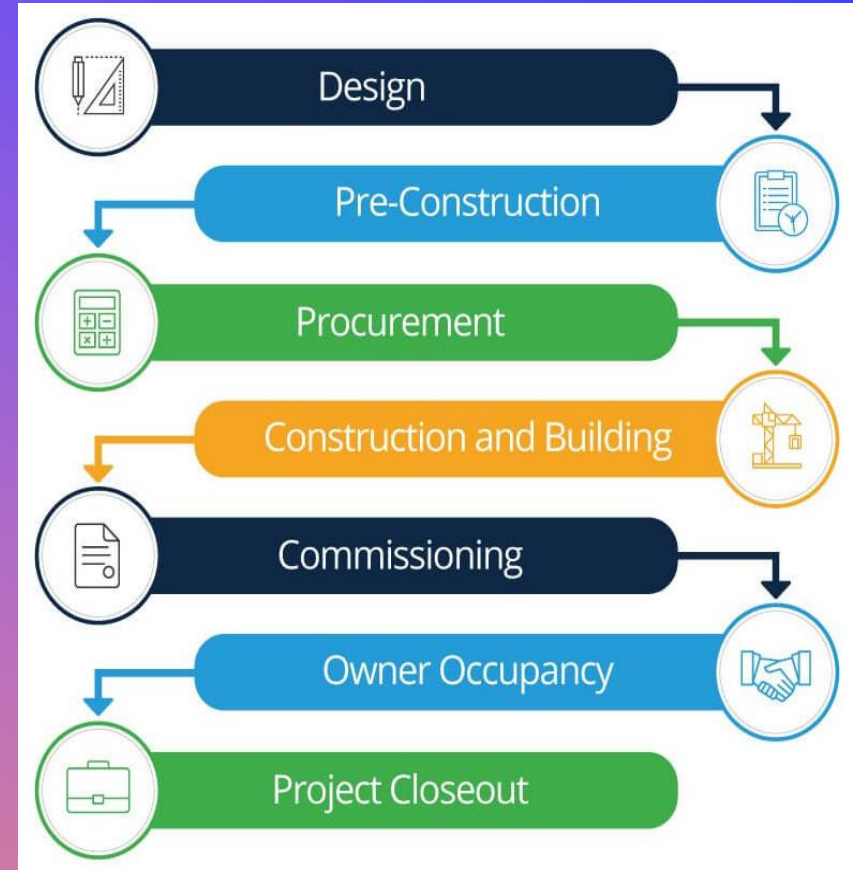 Design
Pre-Construction
Procurement
Construction and Building
Commissioning
Owner Occupancy
Project Closeout